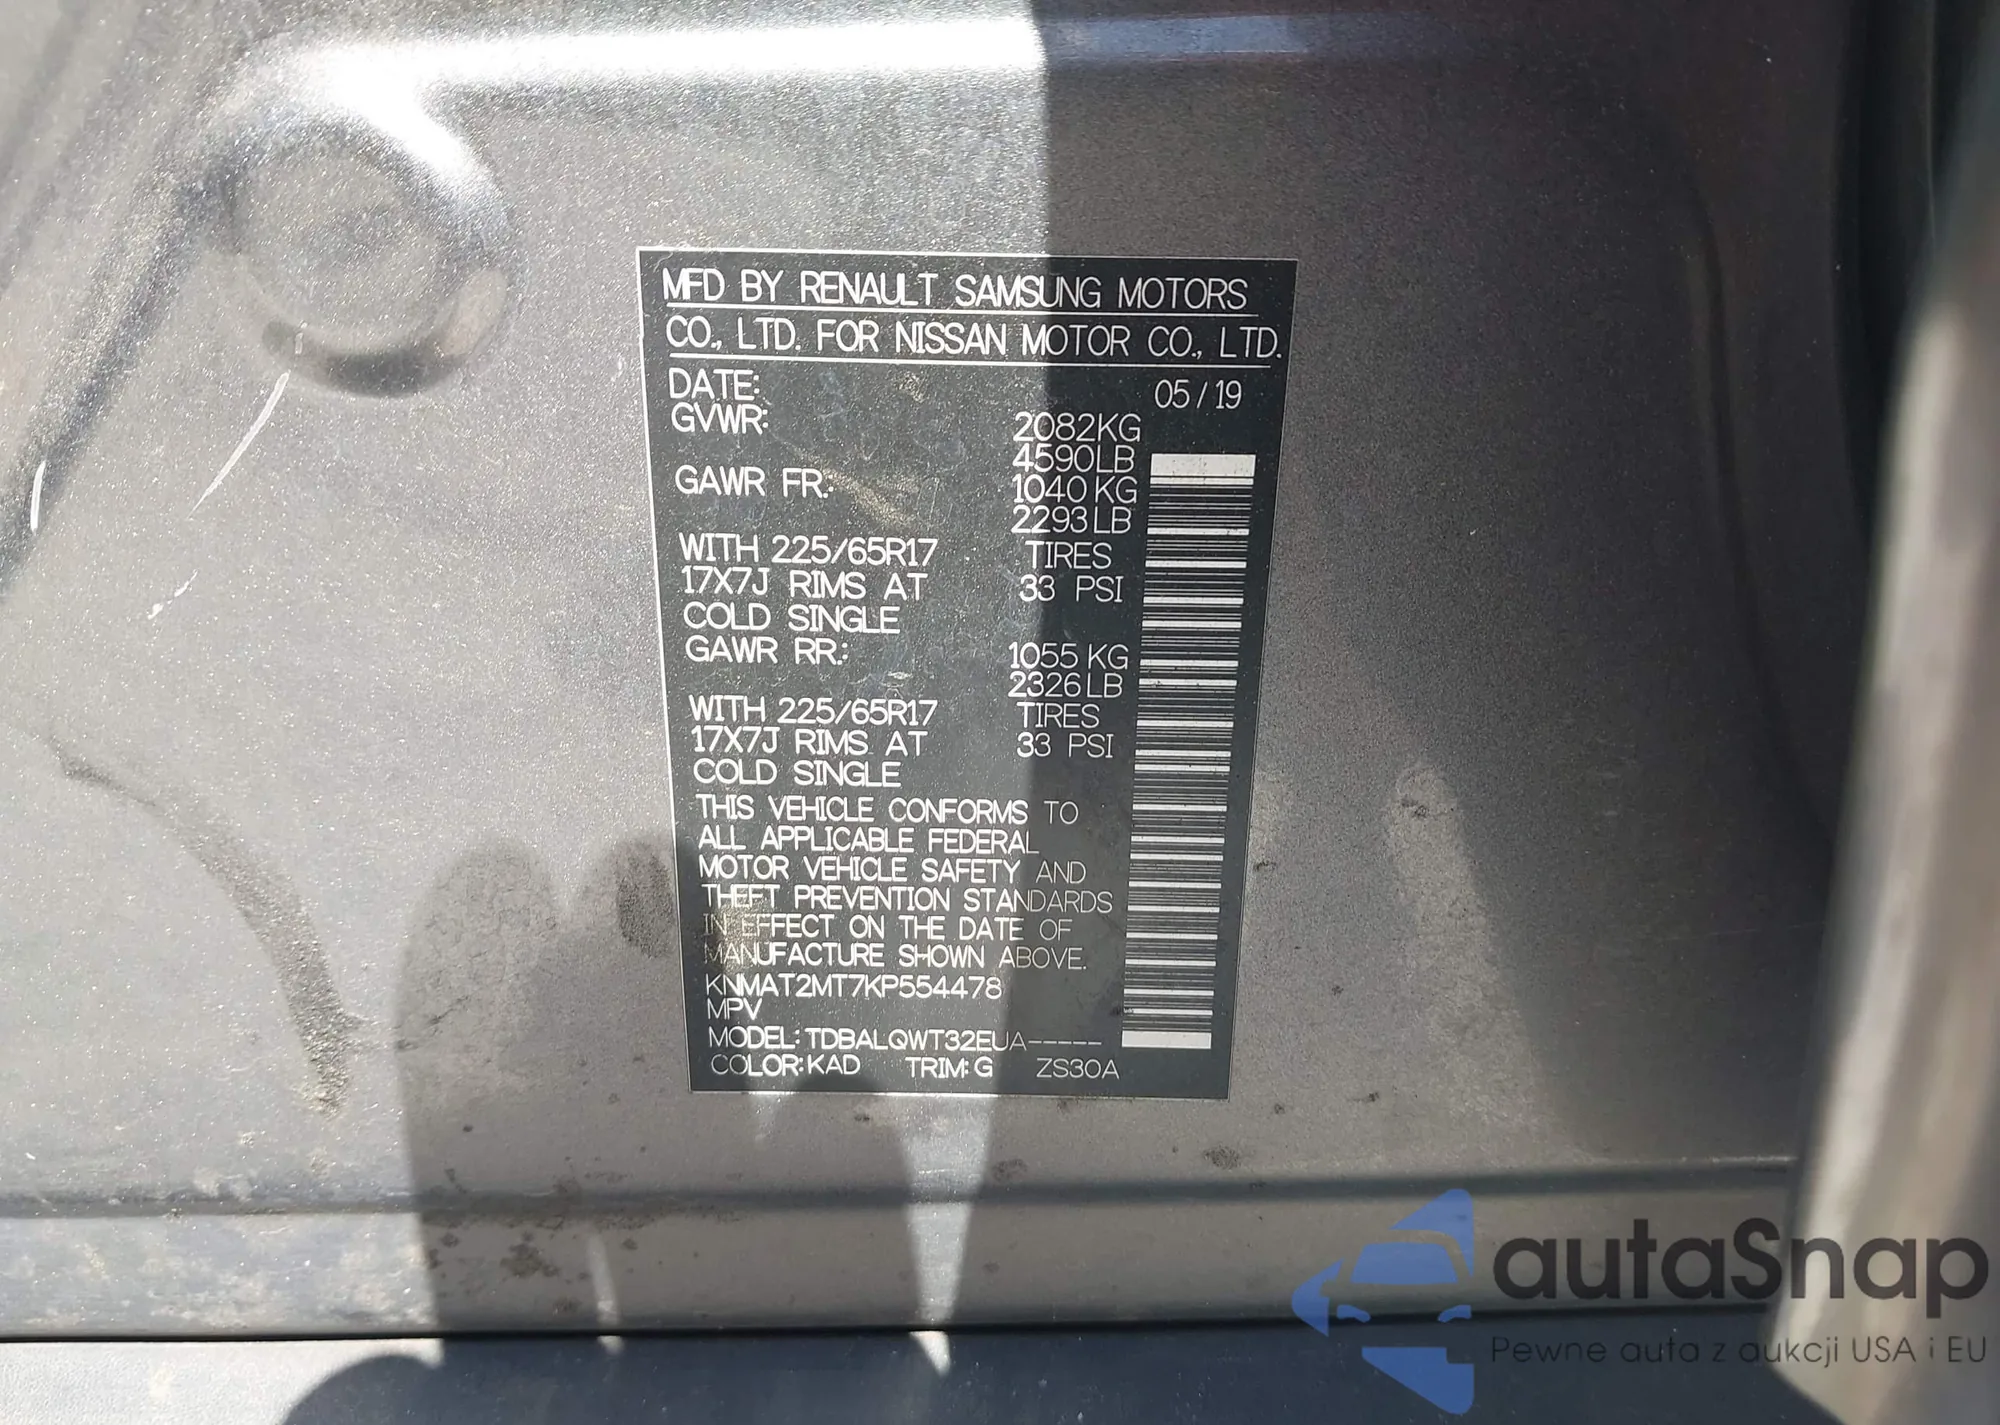 MFD BY RENAULT SAMSUNG MOTORS
CO., LTD. FOR NISSAN MOTOR CO., LTD.
DATE: 05 / 19
GVWR: 2082KG
4590LB
GAWR FR.: 1040 KG
2293LB
WITH 225/65R17 TIRES
17X7J RIMS AT 33 PSI
COLD SINGLE
GAWR RR.: 1055 KG
2326LB
WITH 225/65R17 TIRES
17X7J RIMS AT 33 PSI
COLD SINGLE
THIS VEHICLE CONFORMS TO
ALL APPLICABLE FEDERAL
MOTOR VEHICLE SAFETY AND
THEFT PREVENTION STANDARDS
IN EFFECT ON THE DATE OF
MANUFACTURE SHOWN ABOVE.
KNMAT2MT7KP554478
MPV
MODEL: TDBALQWT32EUA-----
COLOR: KAD TRIM: G ZS30A
autaSnap
Pewne auta z aukcji USA i EU